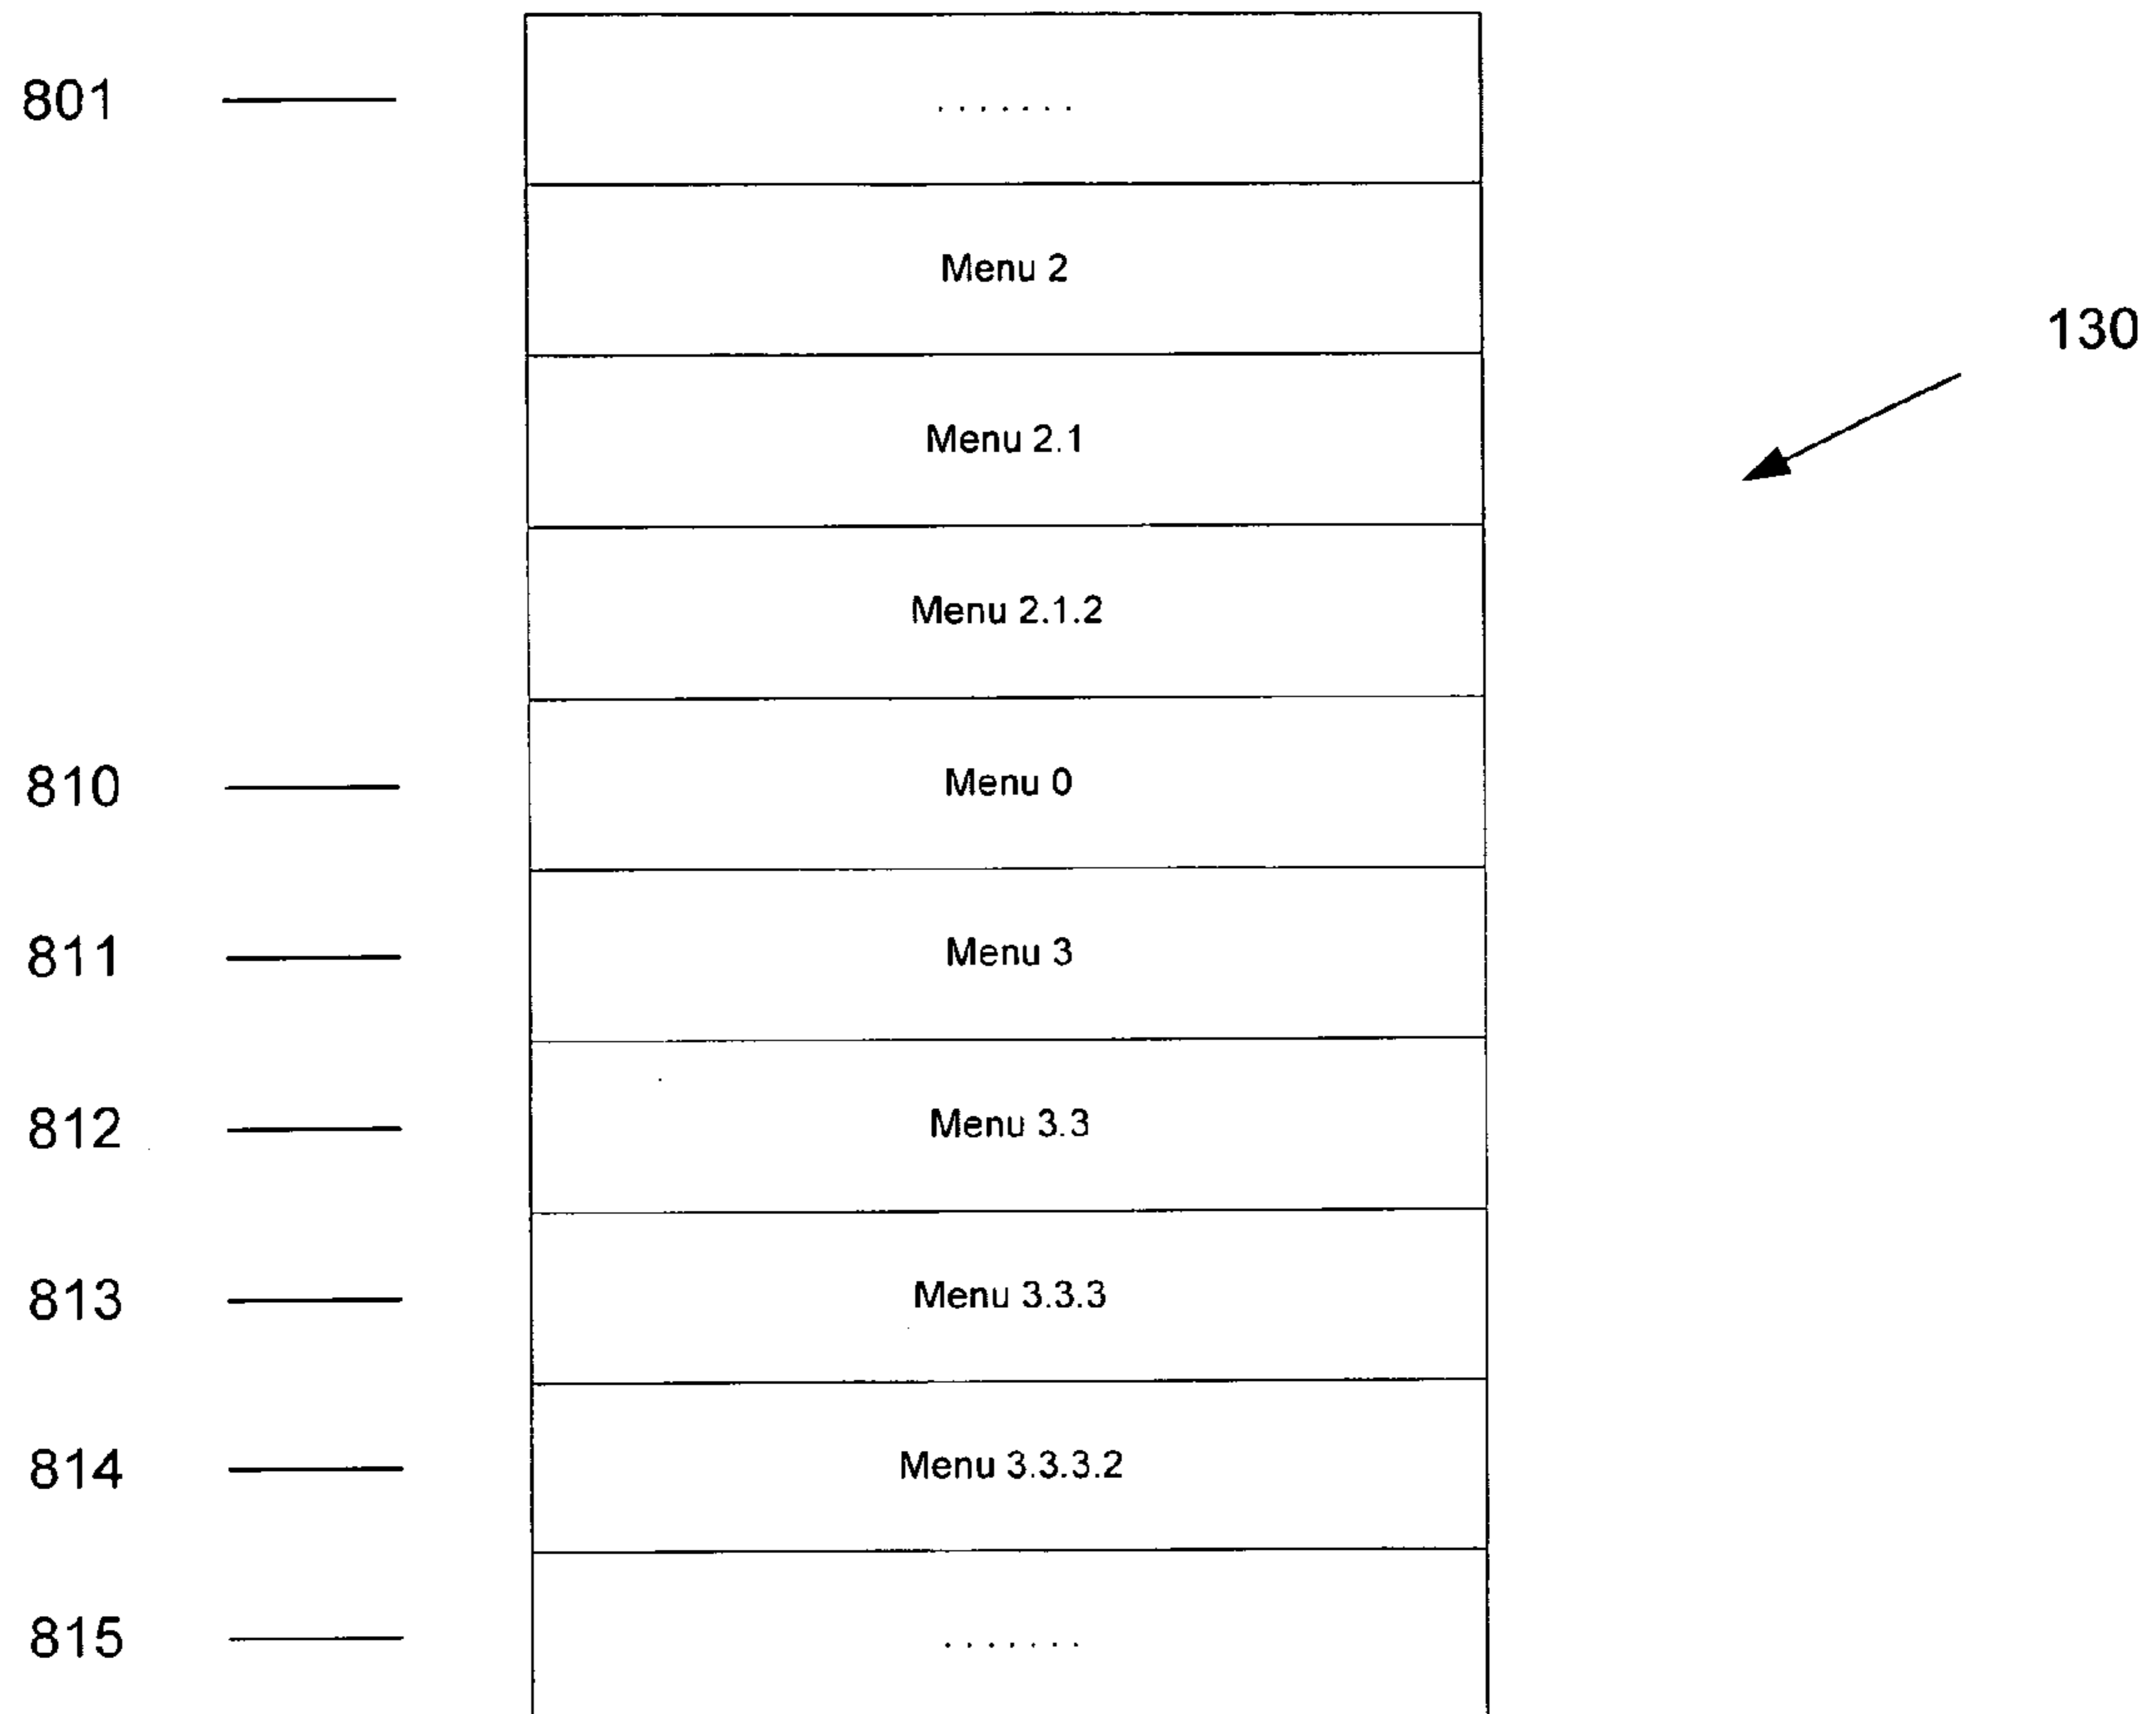 801 .......
Menu 2
130
Menu 2.1
Menu 2.1.2
810 Menu 0
811 Menu 3
812 Menu 3.3
813 Menu 3.3.3
814 Menu 3.3.3.2
815 .......